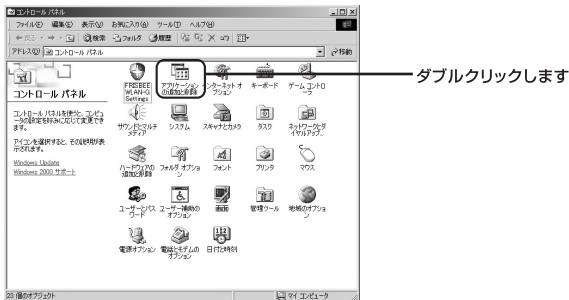 コントロール パネル
ファイル(F) 編集(E) 表示(V) お気に入り(A) ツール(T) ヘルプ(H)
戻る 検索 フォルダ 履歴
アドレス(D) コントロール パネル 移動
コントロール パネル
コントロール パネルを使うと、コンピュ
ータの設定を好みに応じて変更でき
ます。
アイコンを選択すると、その説明が表
示されます。
Windows Update
Windows 2000 サポート
FRISBEE
WLAN-G
Settings
アプリケーション
の追加と削除
インターネット オ
プション
キーボード
ゲーム コントロ
ーラ
サウンドとマルチ
メディア
システム
スキャナとカメラ
タスク
ネットワークとダ
イヤルアップ...
ハードウェアの
追加と削除
フォルダ オプショ
ン
フォント
プリンタ
マウス
ユーザーとパス
ワード
ユーザー補助の
オプション
画面
管理ツール
地域のオプショ
ン
電源オプション
電話とモデムの
オプション
日付と時刻
23 個のオブジェクト
マイ コンピュータ
ダブルクリックします